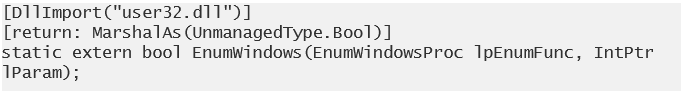 [DllImport("user32.dll")]
[return: MarshalAs(UnmanagedType.Bool)]
static extern bool EnumWindows(EnumWindowsProc lpEnumFunc, IntPtr
lParam);